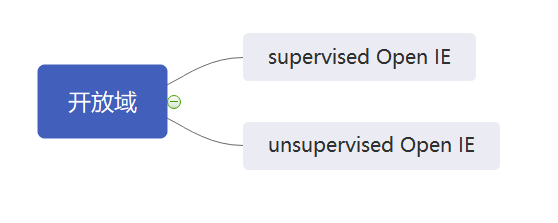 开放域
supervised Open IE
unsupervised Open IE